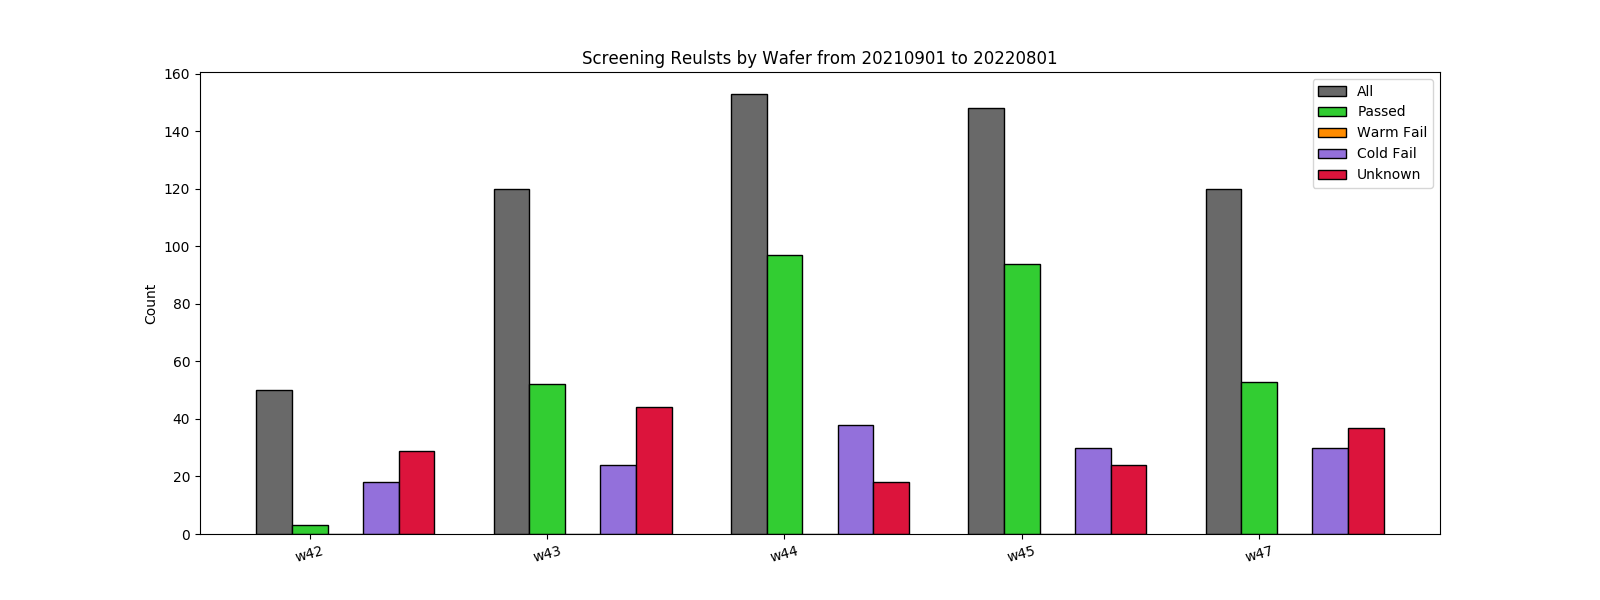 Screening Reulsts by Wafer from 20210901 to 20220801
160
140
120
100
80
60
40
20
0
Count
All
Passed
Warm Fail
Cold Fail
Unknown
w42
w43
w44
w45
w47